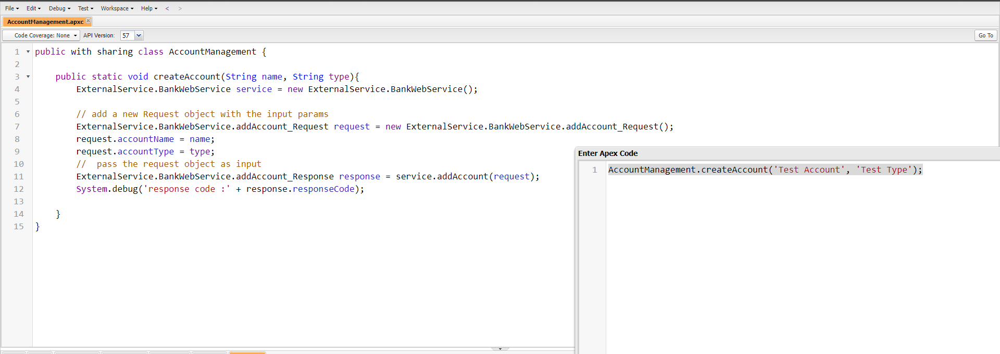 File Edit Debug Test Workspace Help < >
AccountManagement.apxc
Code Coverage: None API Version: 57 Go To
1 public with sharing class AccountManagement {
2
3 public static void createAccount(String name, String type){
4 ExternalService.BankWebService service = new ExternalService.BankWebService();
5
6 // add a new Request object with the input params
7 ExternalService.BankWebService.addAccount_Request request = new ExternalService.BankWebService.addAccount_Request();
8 request.accountName = name;
9 request.accountType = type;
10 //  pass the request object as input
11 ExternalService.BankWebService.addAccount_Response response = service.addAccount(request);
12 System.debug('response code :' + response.responseCode);
13
14 }
15 }
Enter Apex Code
1 AccountManagement.createAccount('Test Account', 'Test Type');